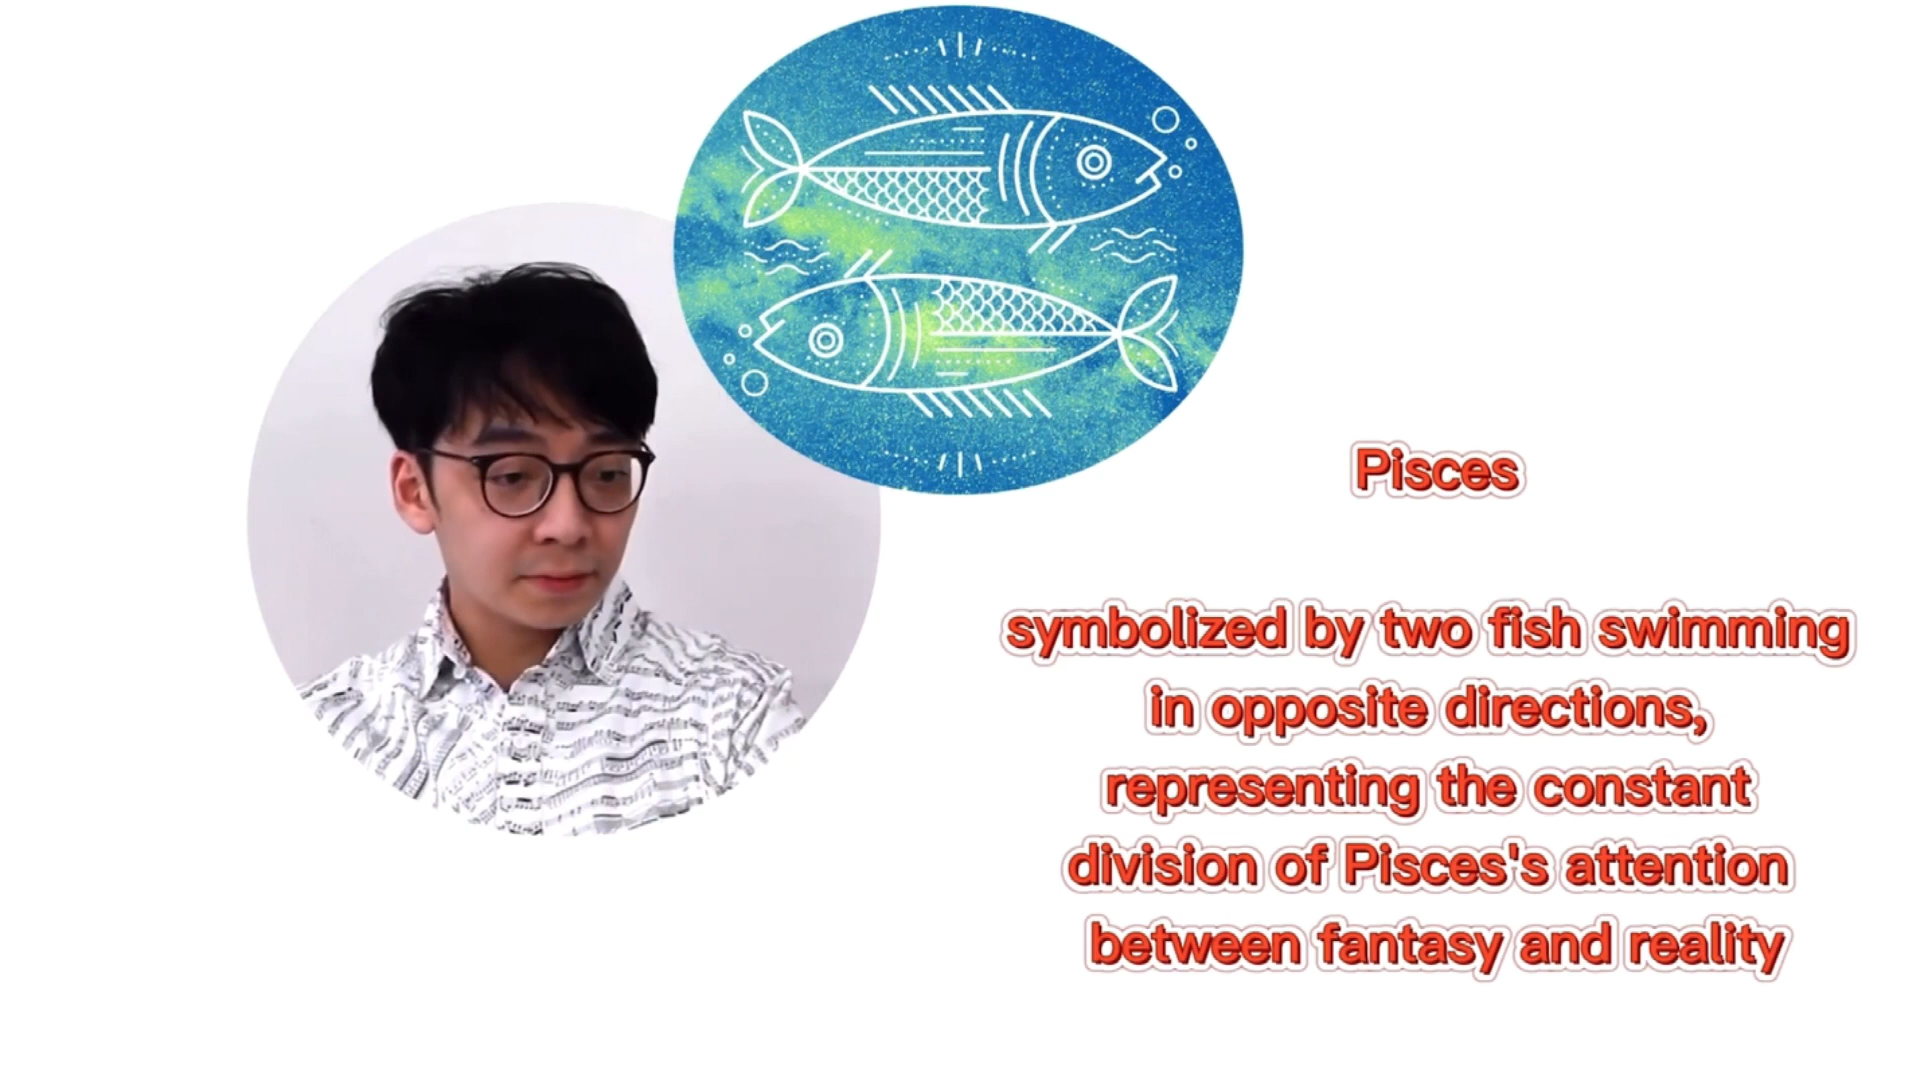 Pisces
symbolized by two fish swimming
in opposite directions,
representing the constant
division of Pisces's attention
between fantasy and reality